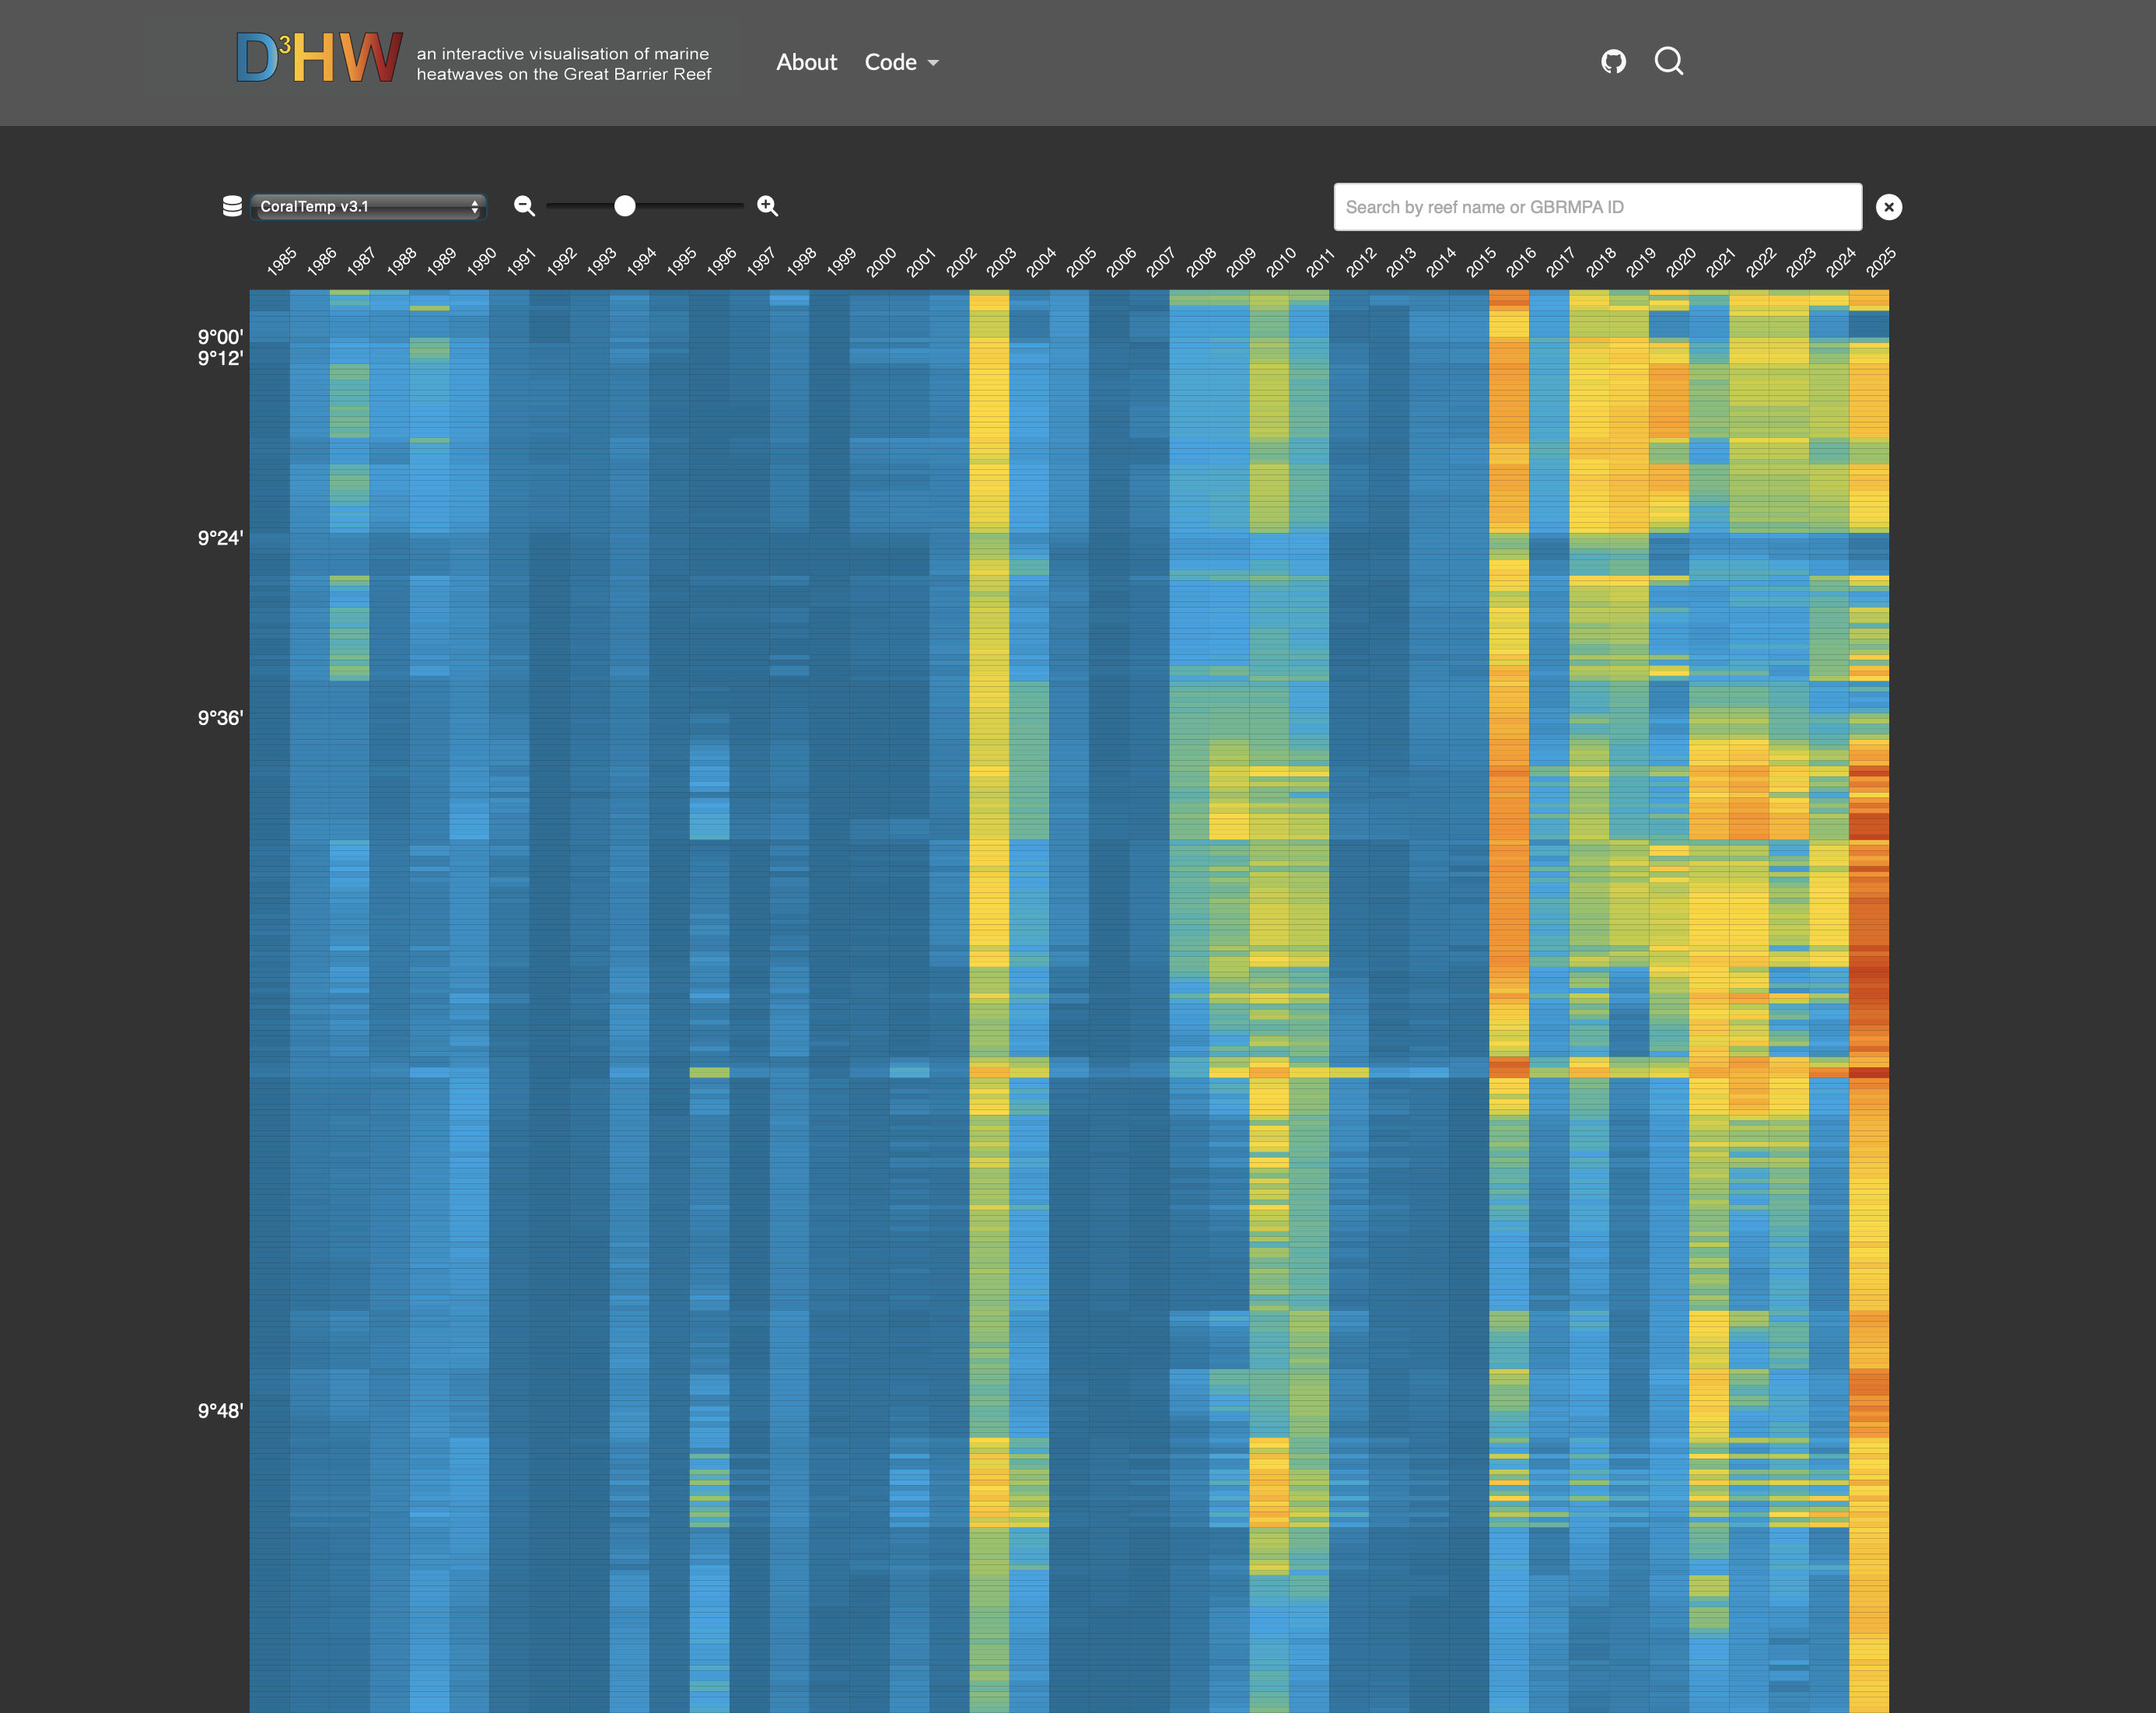 D³HW
an interactive visualisation of marine
heatwaves on the Great Barrier Reef
About Code
CoralTemp v3.1
Search by reef name or GBRMPA ID
1985 1986 1987 1988 1989 1990 1991 1992 1993 1994 1995 1996 1997 1998 1999 2000 2001 2002 2003 2004 2005 2006 2007 2008 2009 2010 2011 2012 2013 2014 2015 2016 2017 2018 2019 2020 2021 2022 2023 2024 2025
9°00'
9°12'
9°24'
9°36'
9°48'